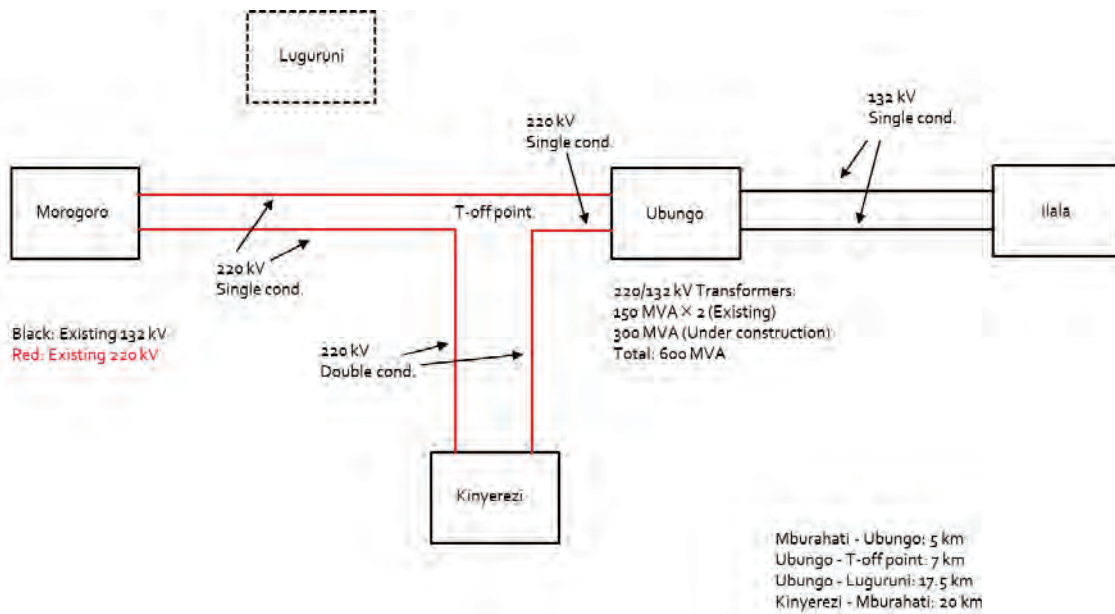 Luguruni
132 kV
Single cond.
220 kV
Single cond.
Morogoro
T-off point
Ubungo
Ilala
220 kV
Single cond.
220/132 kV Transformers:
150 MVA × 2 (Existing)
300 MVA (Under construction)
Total: 600 MVA
Black: Existing 132 kV
Red: Existing 220 kV
220 kV
Double cond.
Kinyerezi
Mburahati - Ubungo: 5 km
Ubungo - T-off point: 7 km
Ubungo - Luguruni: 17.5 km
Kinyerezi - Mburahati: 20 km